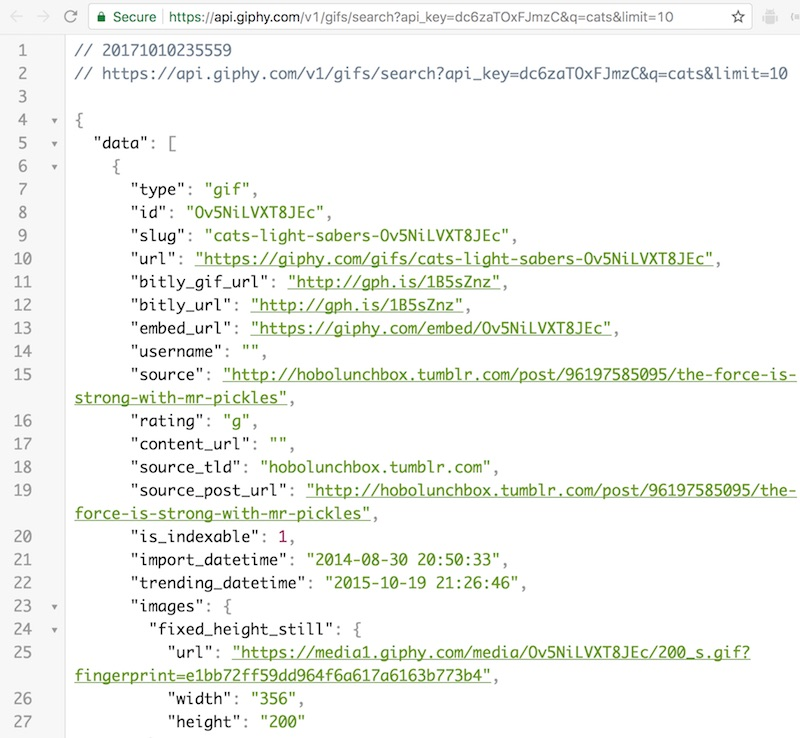 Secure https://api.giphy.com/v1/gifs/search?api_key=dc6zaTOxFJmzC&q=cats&limit=10
1 // 20171010235559
2 // https://api.giphy.com/v1/gifs/search?api_key=dc6zaTOxFJmzC&q=cats&limit=10
3
4 {
5 "data": [
6 {
7 "type": "gif",
8 "id": "Ov5NiLVXT8JEc",
9 "slug": "cats-light-sabers-Ov5NiLVXT8JEc",
10 "url": "https://giphy.com/gifs/cats-light-sabers-Ov5NiLVXT8JEc",
11 "bitly_gif_url": "http://gph.is/1B5sZnz",
12 "bitly_url": "http://gph.is/1B5sZnz",
13 "embed_url": "https://giphy.com/embed/Ov5NiLVXT8JEc",
14 "username": "",
15 "source": "http://hobolunchbox.tumblr.com/post/96197585095/the-force-is-
strong-with-mr-pickles",
16 "rating": "g",
17 "content_url": "",
18 "source_tld": "hobolunchbox.tumblr.com",
19 "source_post_url": "http://hobolunchbox.tumblr.com/post/96197585095/the-
force-is-strong-with-mr-pickles",
20 "is_indexable": 1,
21 "import_datetime": "2014-08-30 20:50:33",
22 "trending_datetime": "2015-10-19 21:26:46",
23 "images": {
24 "fixed_height_still": {
25 "url": "https://media1.giphy.com/media/Ov5NiLVXT8JEc/200_s.gif?
fingerprint=e1bb72ff59dd964f6a617a6163b773b4",
26 "width": "356",
27 "height": "200"